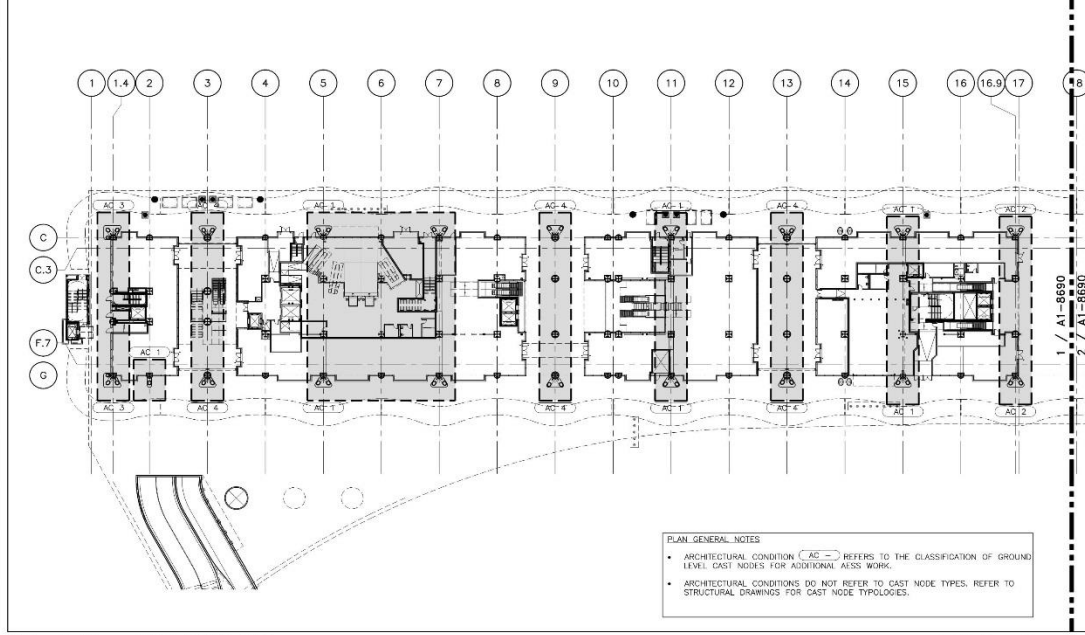 1 1.4 2 3 4 5 6 7 8 9 10 11 12 13 14 15 16 16.9 17 18
AC 3 AC 4 AC 1 AC-4 AC-1 AC-4 AC 1 AC 2
C
C.3
F.7
G
AC 1
AC 3 AC 4 AC-1 AC-4 AC-1 AC-4 AC 1 AC 2
1 / A1-8690
2 / A1-8690
PLAN GENERAL NOTES
• ARCHITECTURAL CONDITION AC - REFERS TO THE CLASSIFICATION OF GROUND
LEVEL CAST NODES FOR ADDITIONAL AESS WORK.
• ARCHITECTURAL CONDITIONS DO NOT REFER TO CAST NODE TYPES. REFER TO
STRUCTURAL DRAWINGS FOR CAST NODE TYPOLOGIES.